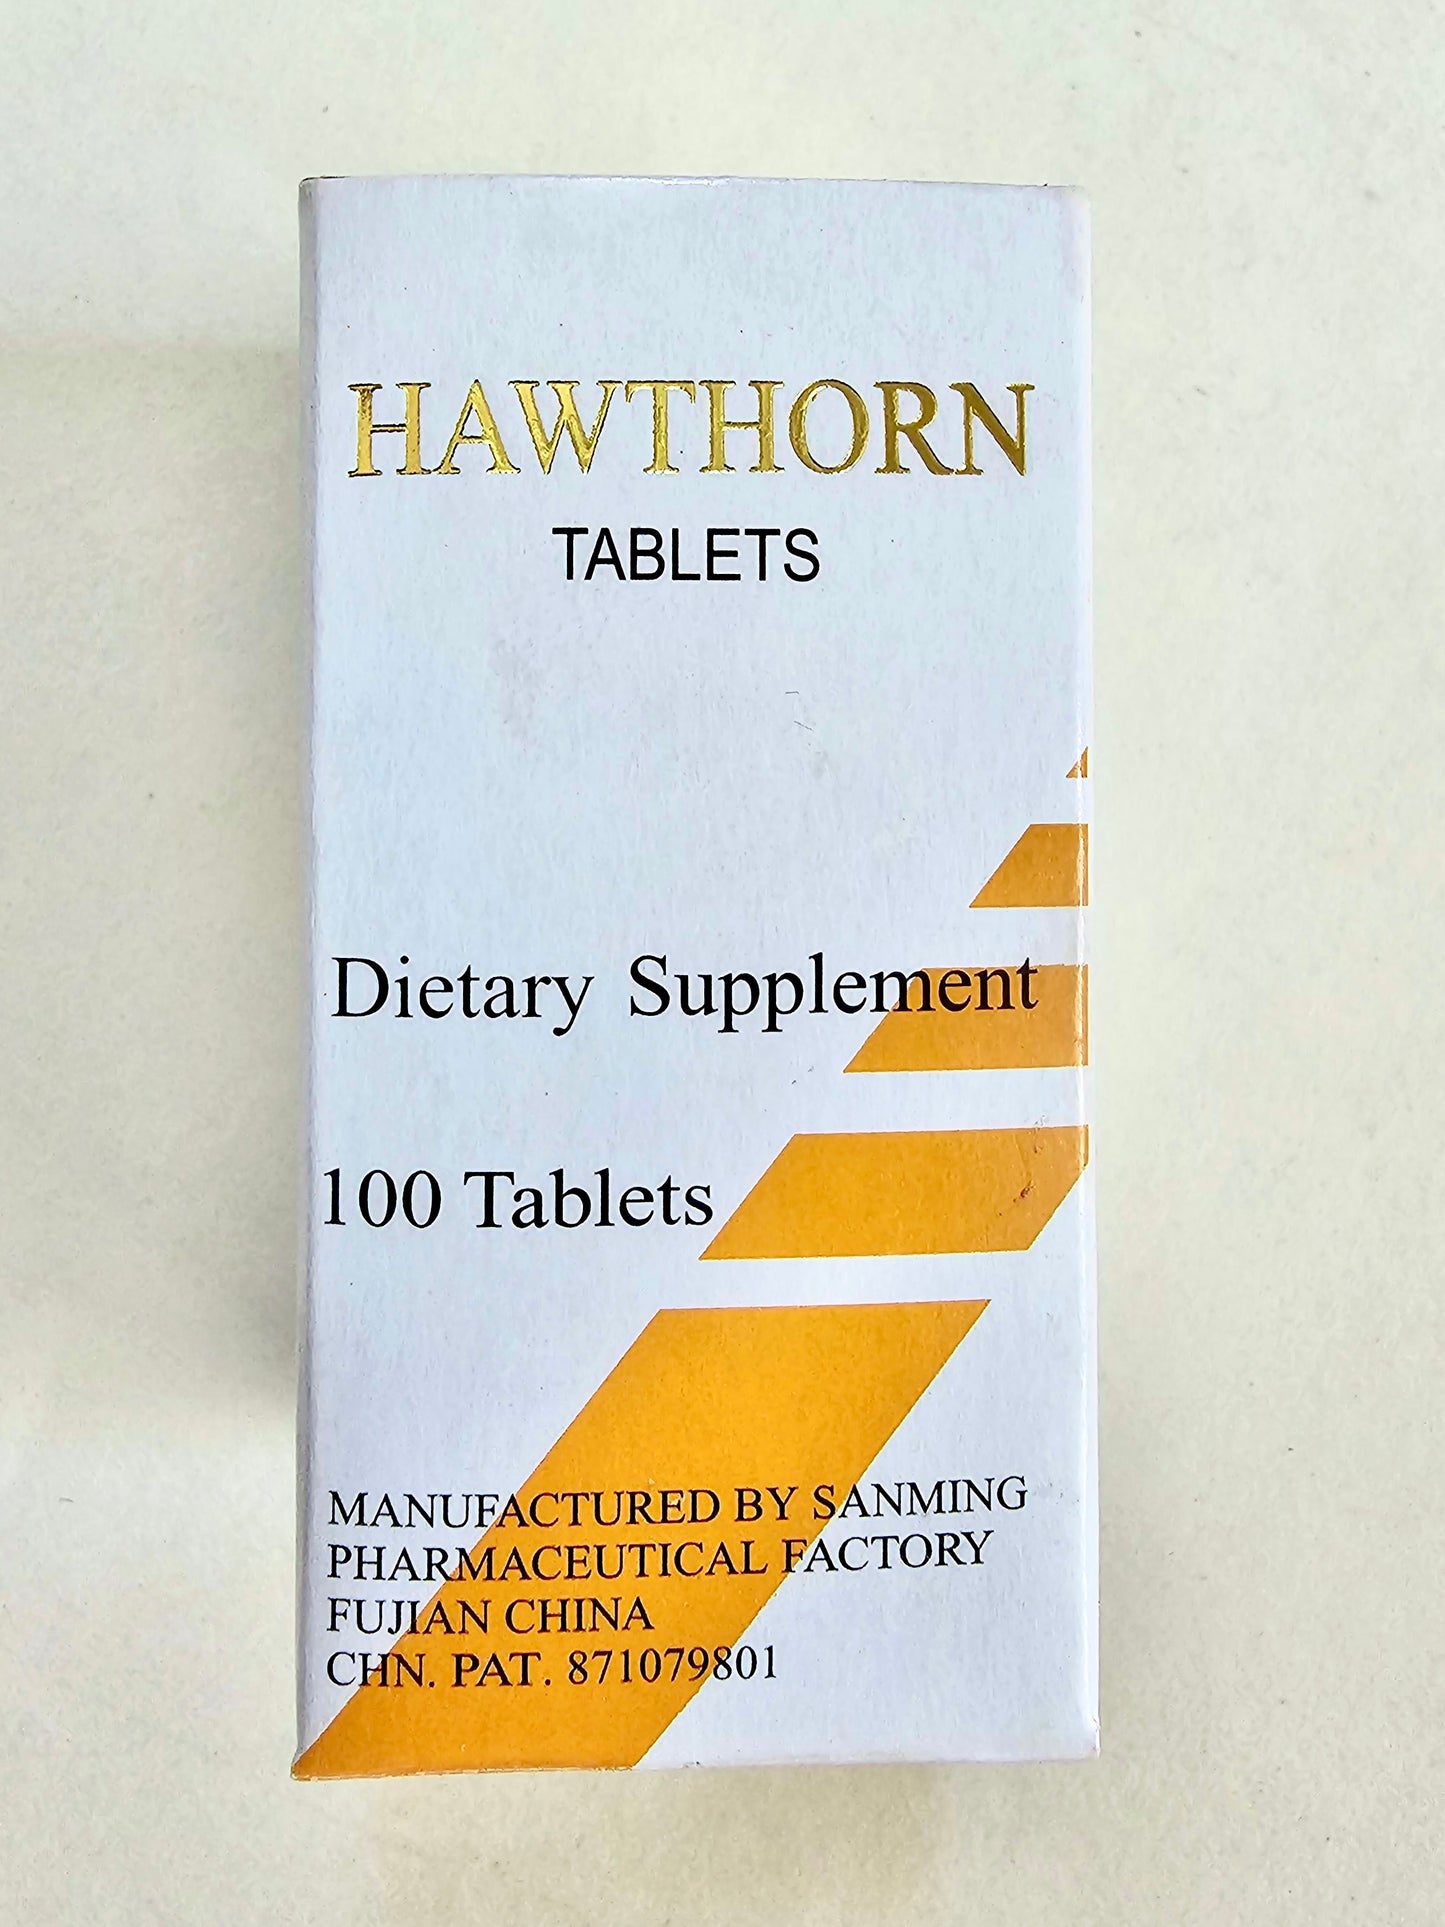 HAWTHORN
TABLETS
Dietary Supplement
100 Tablets
MANUFACTURED BY SANMING
PHARMACEUTICAL FACTORY
FUJIAN CHINA
CHN. PAT. 871079801